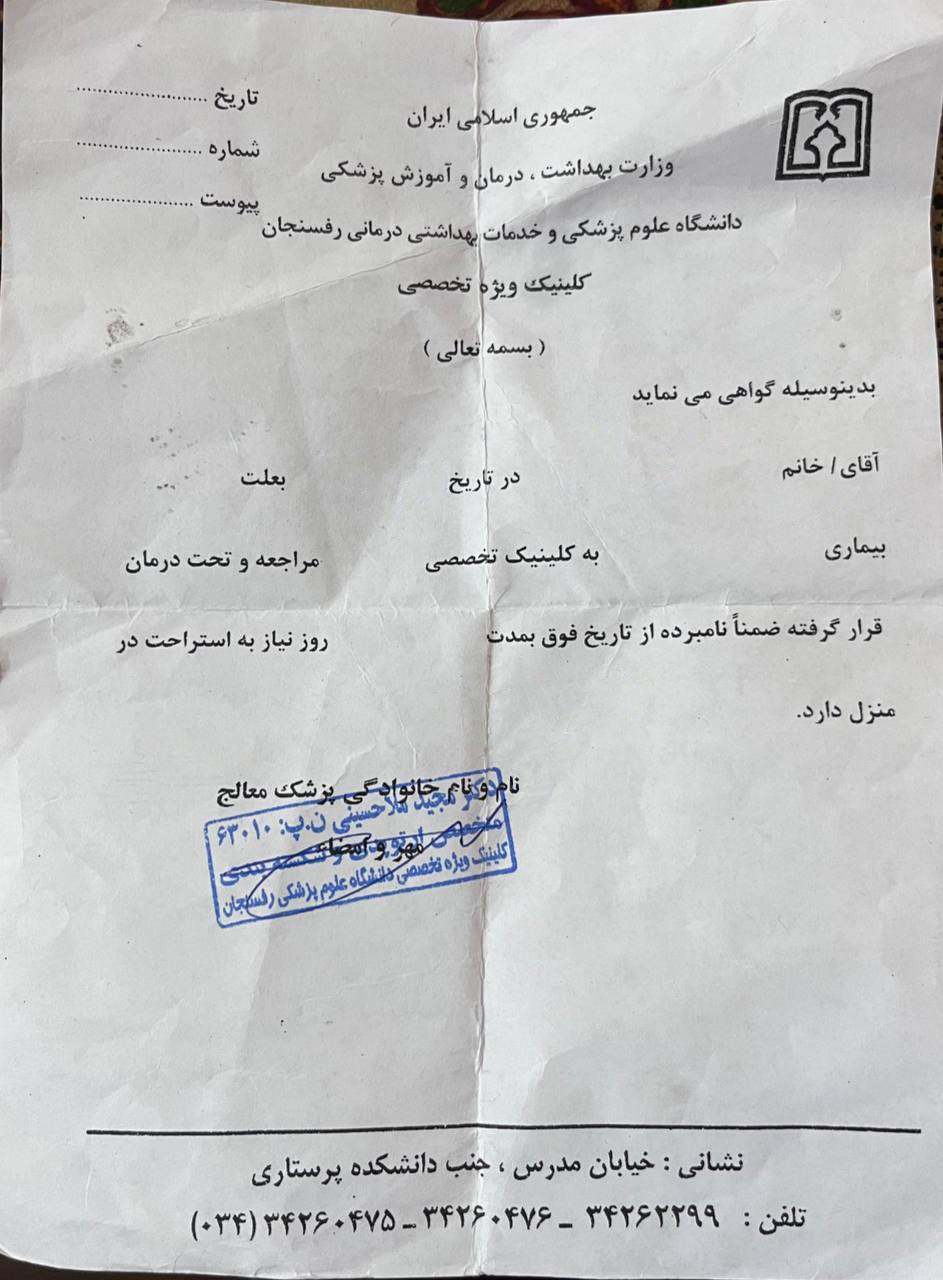 جمهوری اسلامی ایران
وزارت بهداشت ، درمان و آموزش پزشکی
دانشگاه علوم پزشکی و خدمات بهداشتی درمانی رفسنجان
کلینیک ویژه تخصصی
تاریخ ........................
شماره ........................
پیوست ......................
( بسمه تعالی )
بدینوسیله گواهی می نماید
آقای / خانم در تاریخ بعلت
بیماری به کلینیک تخصصی مراجعه و تحت درمان
قرار گرفته ضمناً نامبرده از تاریخ فوق بمدت روز نیاز به استراحت در
منزل دارد.
نام و نام خانوادگی پزشک معالج
مهر و امضاء
دکتر مجید ملاحسینی ن.پ: ۶۳۰۱۰
متخصص ارتوپدی و شکسته بندی
کلینیک ویژه تخصصی دانشگاه علوم پزشکی رفسنجان
نشانی : خیابان مدرس ، جنب دانشکده پرستاری
تلفن : ۳۴۲۶۲۲۹۹ ـ ۳۴۲۶۰۴۷۶ ـ ۳۴۲۶۰۴۷۵ (۰۳۴)